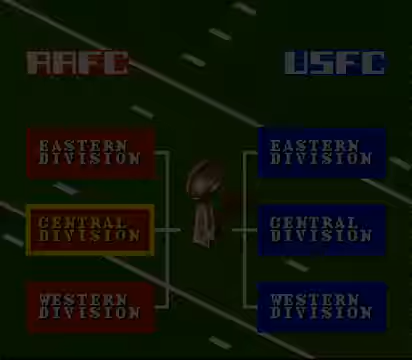 AAFC
USFC
EASTERN
DIVISION
EASTERN
DIVISION
CENTRAL
DIVISION
CENTRAL
DIVISION
WESTERN
DIVISION
WESTERN
DIVISION